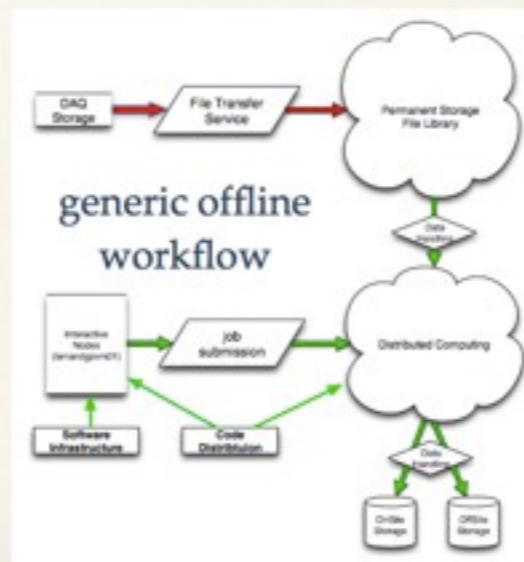 DAQ
Storage
File Transfer
Service
Permanent Storage
File Library
generic offline
workflow
Data
Handling
Interactive
Nodes
job
submission
Distributed Computing
Software
Infrastructure
Code
Distribtuion
Data
Handling
OnSite
Storage
OffSite
Storage